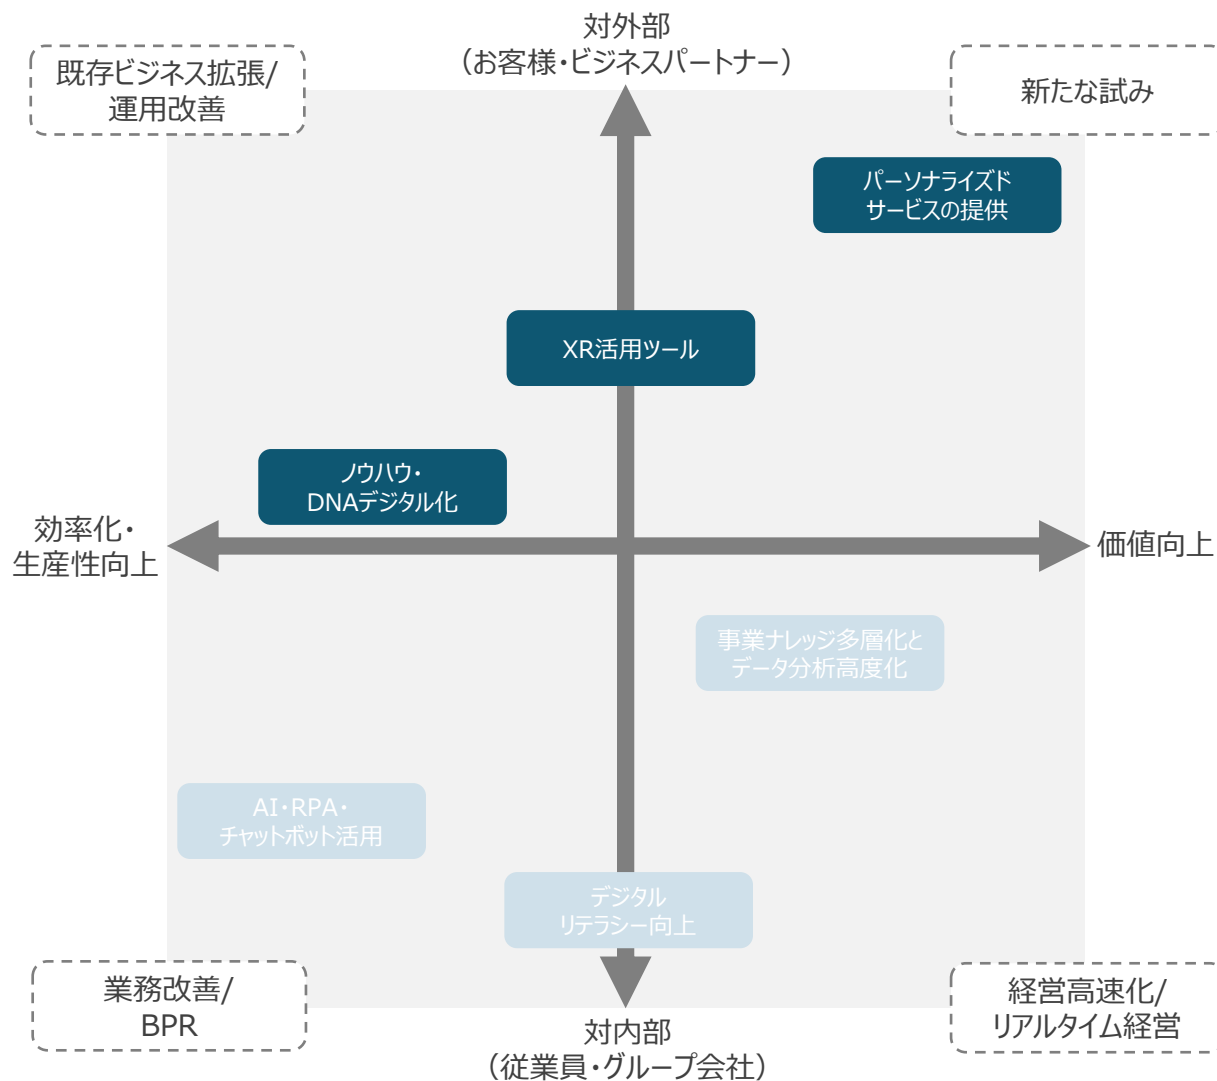 対外部
（お客様・ビジネスパートナー）
既存ビジネス拡張/
運用改善
新たな試み
パーソナライズド
サービスの提供
XR活用ツール
ノウハウ・
DNAデジタル化
効率化・
生産性向上
価値向上
事業ナレッジ多層化と
データ分析高度化
AI・RPA・
チャットボット活用
デジタル
リテラシー向上
業務改善/
BPR
経営高速化/
リアルタイム経営
対内部
（従業員・グループ会社）